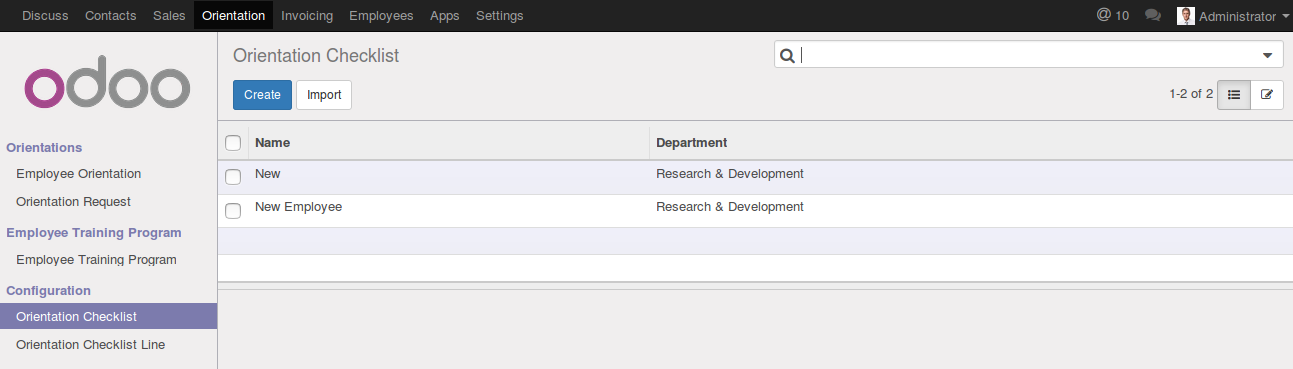 Discuss Contacts Sales Orientation Invoicing Employees Apps Settings @ 10 Administrator
odoo
Orientation Checklist
Create Import
1-2 of 2
Orientations
Employee Orientation
Orientation Request
Employee Training Program
Employee Training Program
Configuration
Orientation Checklist
Orientation Checklist Line
Name Department
New Research & Development
New Employee Research & Development